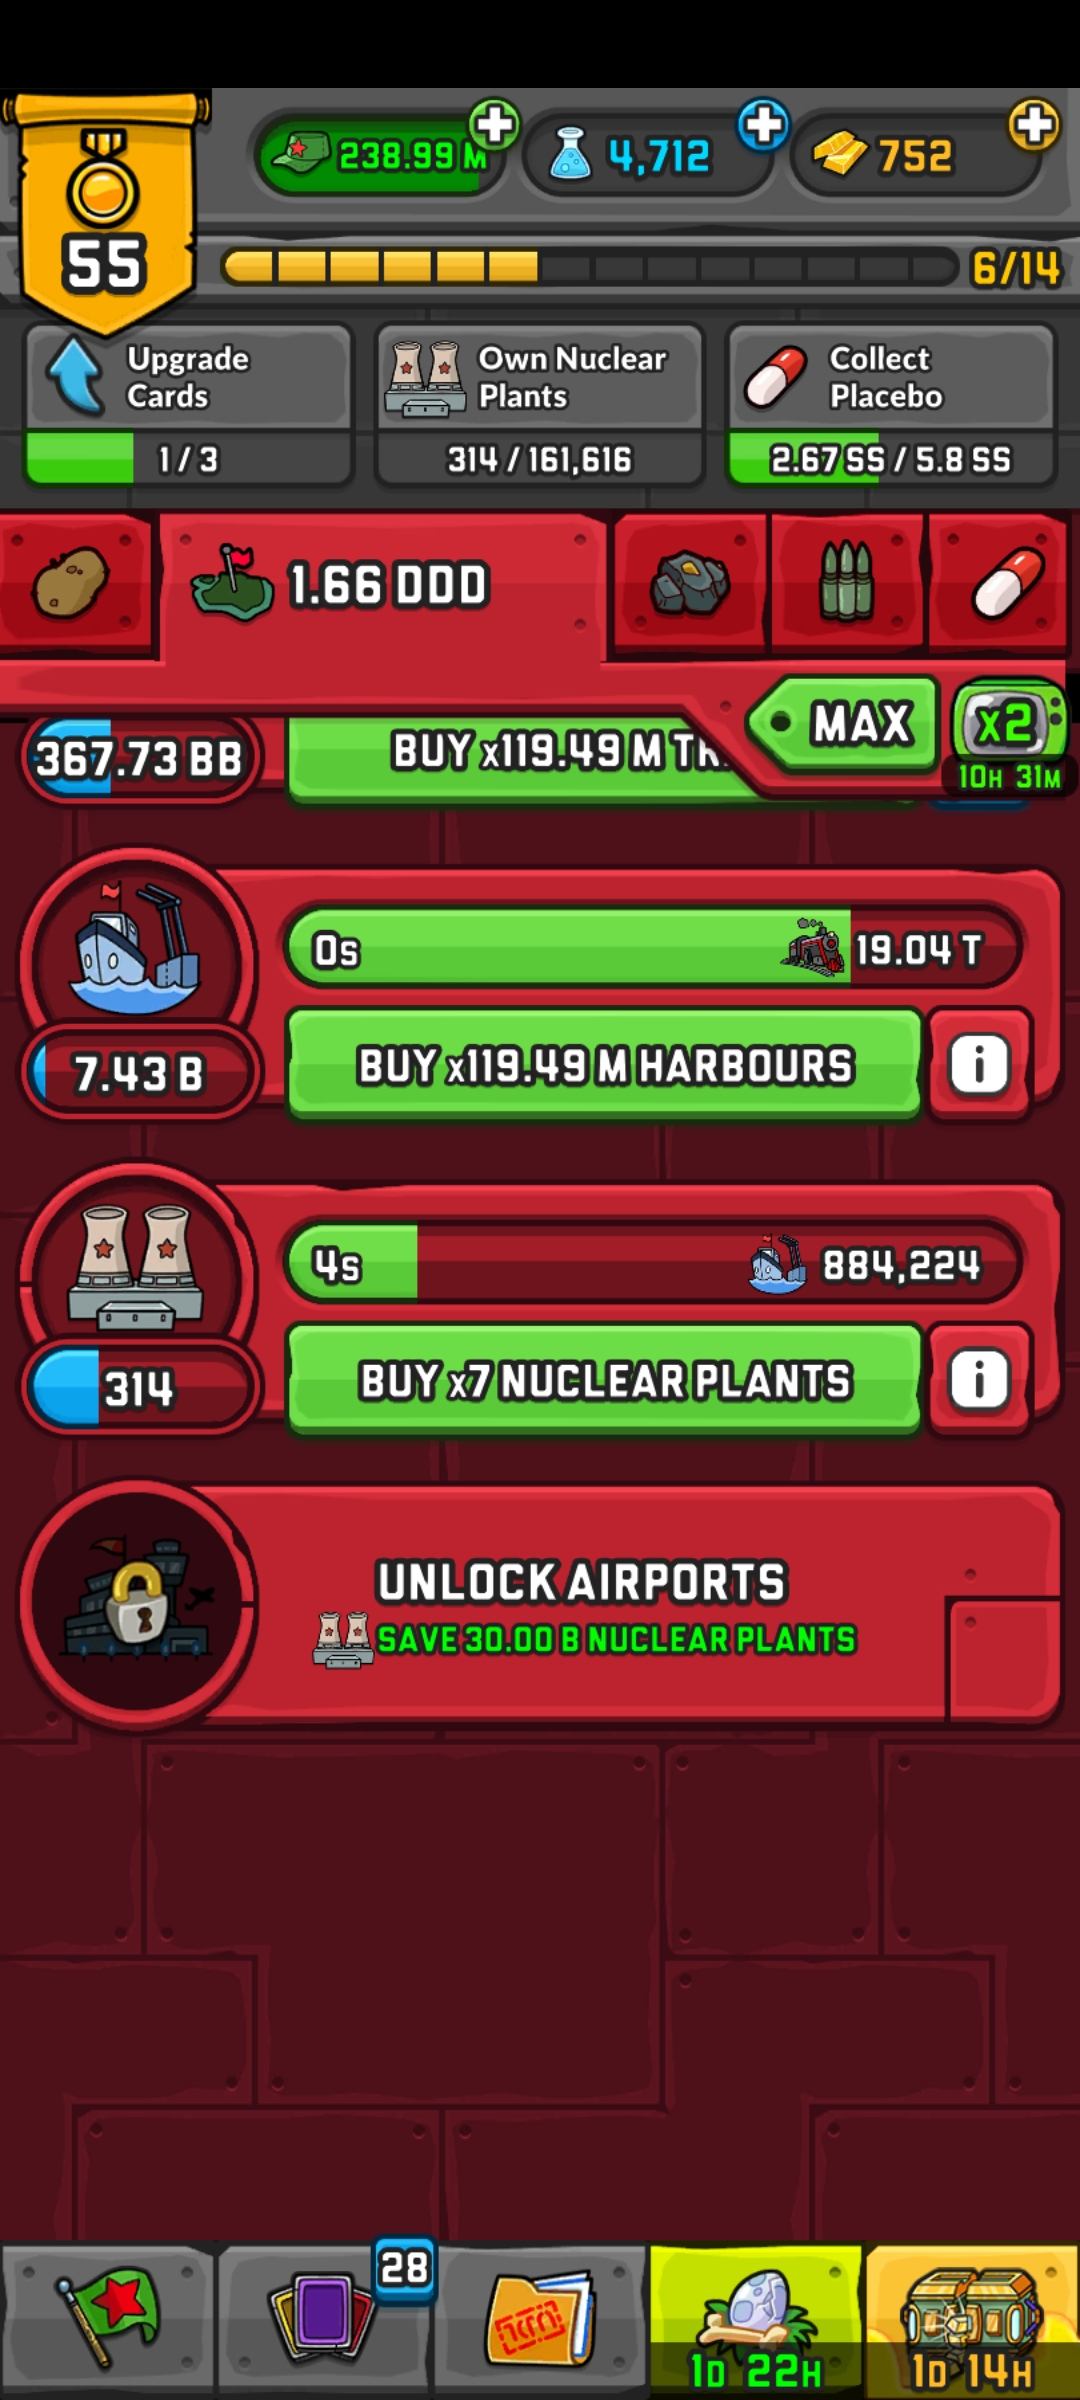 238.99 M
4,712
752
55
6/14
Upgrade
Cards
1 / 3
Own Nuclear
Plants
314 / 161,616
Collect
Placebo
2.67 SS / 5.8 SS
1.66 DDD
MAX
X2
10H 31M
367.73 BB
BUY x119.49 M TR
0s
19.04 T
7.43 B
BUY x119.49 M HARBOURS
i
4s
884,224
314
BUY x7 NUCLEAR PLANTS
i
UNLOCK AIRPORTS
SAVE 30.00 B NUCLEAR PLANTS
28
1D 22H
1D 14H